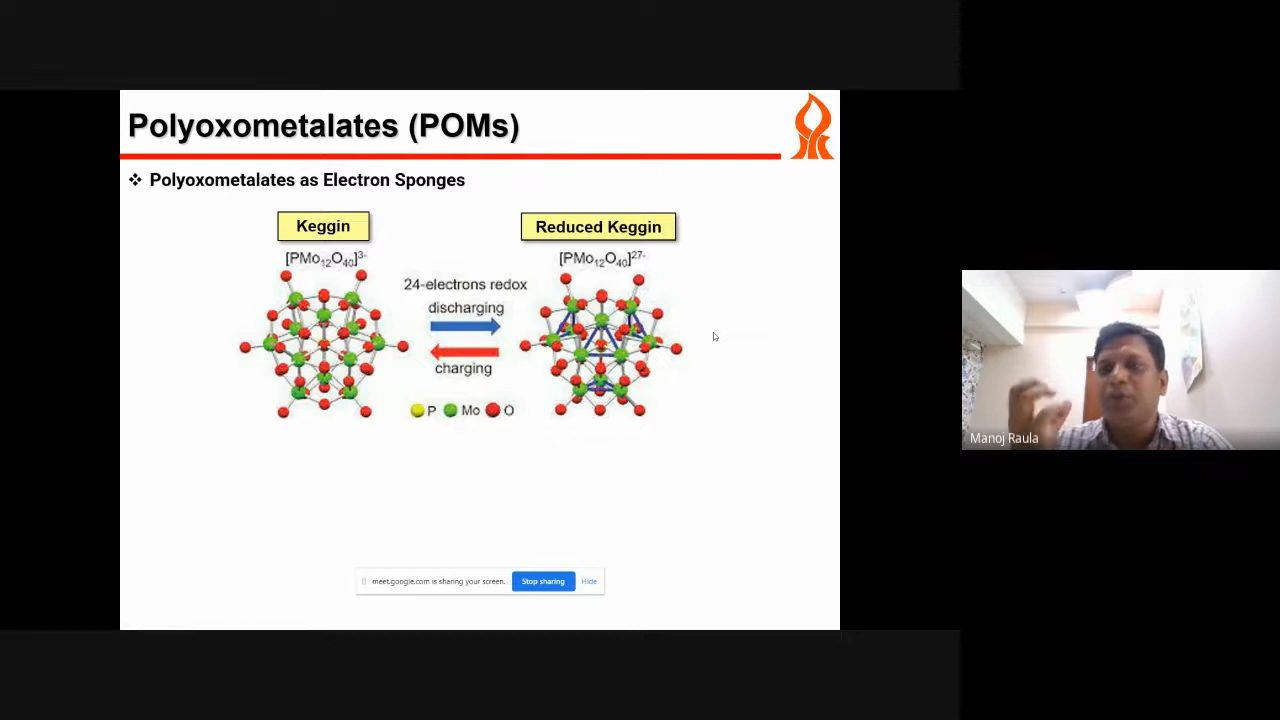 Polyoxometalates (POMs)
❖ Polyoxometalates as Electron Sponges
Keggin
Reduced Keggin
[PMo12O40]3-
[PMo12O40]27-
24-electrons redox
discharging
charging
P Mo O
Manoj Raula
meet.google.com is sharing your screen. Stop sharing Hide